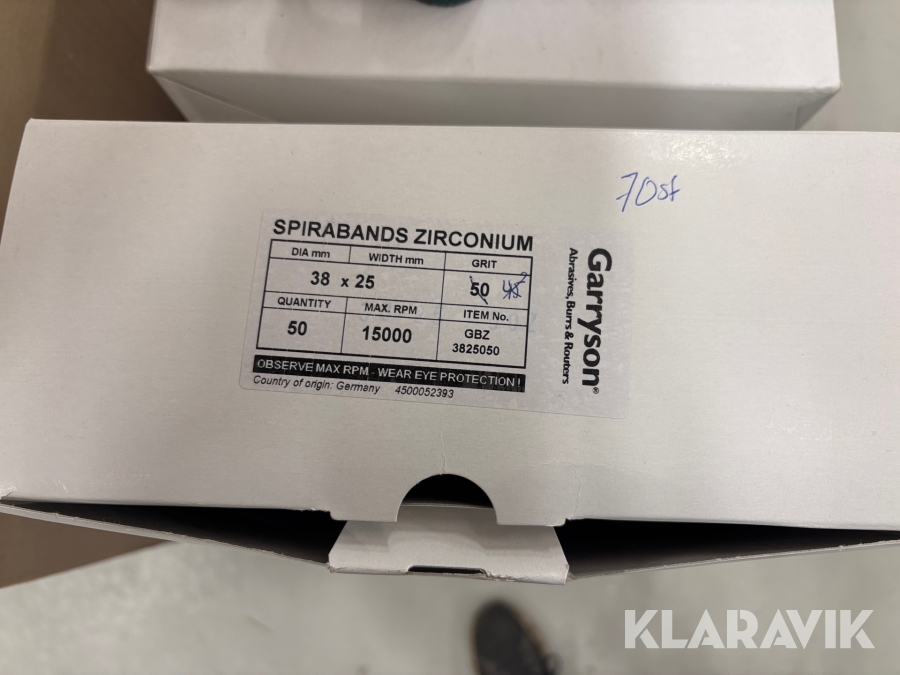 70st
SPIRABANDS ZIRCONIUM
DIA mm WIDTH mm GRIT
38 x 25 50
QUANTITY MAX. RPM ITEM No.
50 15000 GBZ
3825050
OBSERVE MAX RPM - WEAR EYE PROTECTION !
Country of origin: Germany 4500052393
Garryson®
Abrasives, Burrs & Routers
KLARAVIK